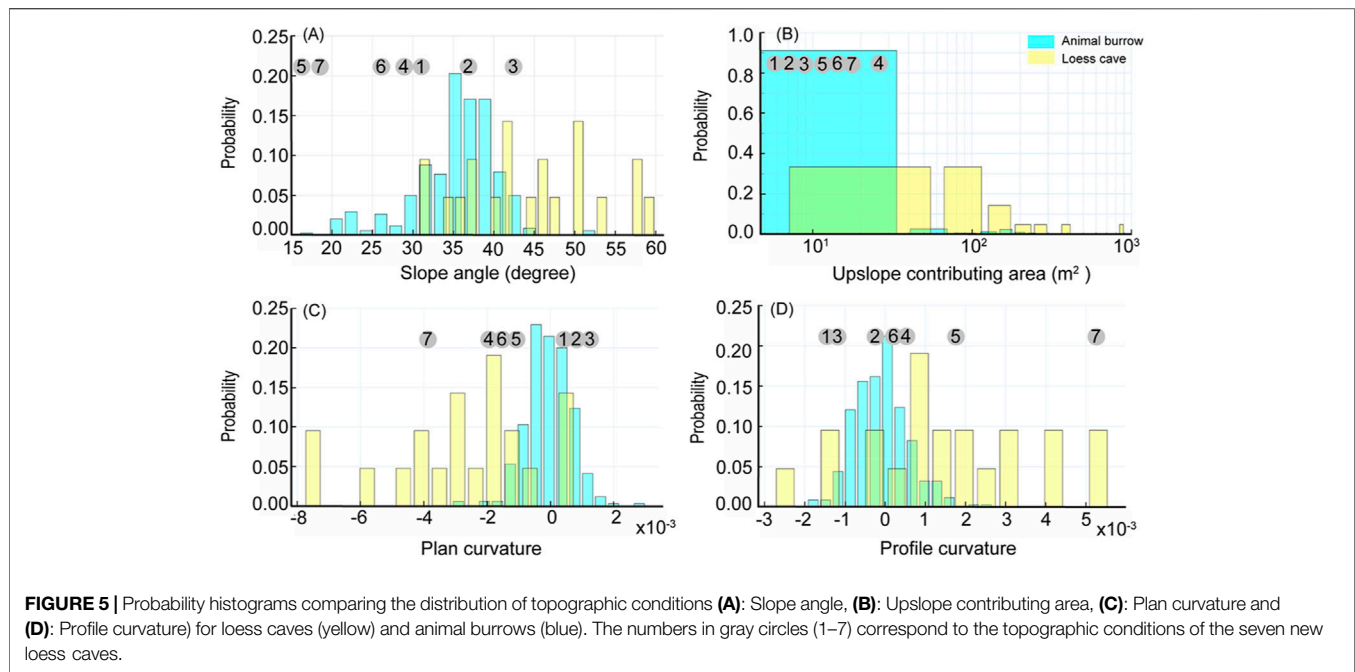 (A)
0.25
0.20
0.15
0.10
0.05
0.00
Probability
5 7 6 4 1 2 3
15 20 25 30 35 40 45 50 55 60
Slope angle (degree)
(B)
1.0
0.8
0.6
0.4
0.2
0.0
Probability
1 2 3 5 6 7 4
Animal burrow
Loess cave
10¹ 10² 10³
Upslope contributing area (m² )
(C)
0.25
0.20
0.15
0.10
0.05
0.00
Probability
7 4 6 5 1 2 3
-8 -4 -2 0 2 x10⁻³
Plan curvature
(D)
0.25
0.20
0.15
0.10
0.05
0.00
Probability
1 3 2 6 4 5 7
-3 -2 -1 0 1 2 3 4 5 x10⁻³
Profile curvature
FIGURE 5 | Probability histograms comparing the distribution of topographic conditions (A): Slope angle, (B): Upslope contributing area, (C): Plan curvature and
(D): Profile curvature) for loess caves (yellow) and animal burrows (blue). The numbers in gray circles (1–7) correspond to the topographic conditions of the seven new
loess caves.